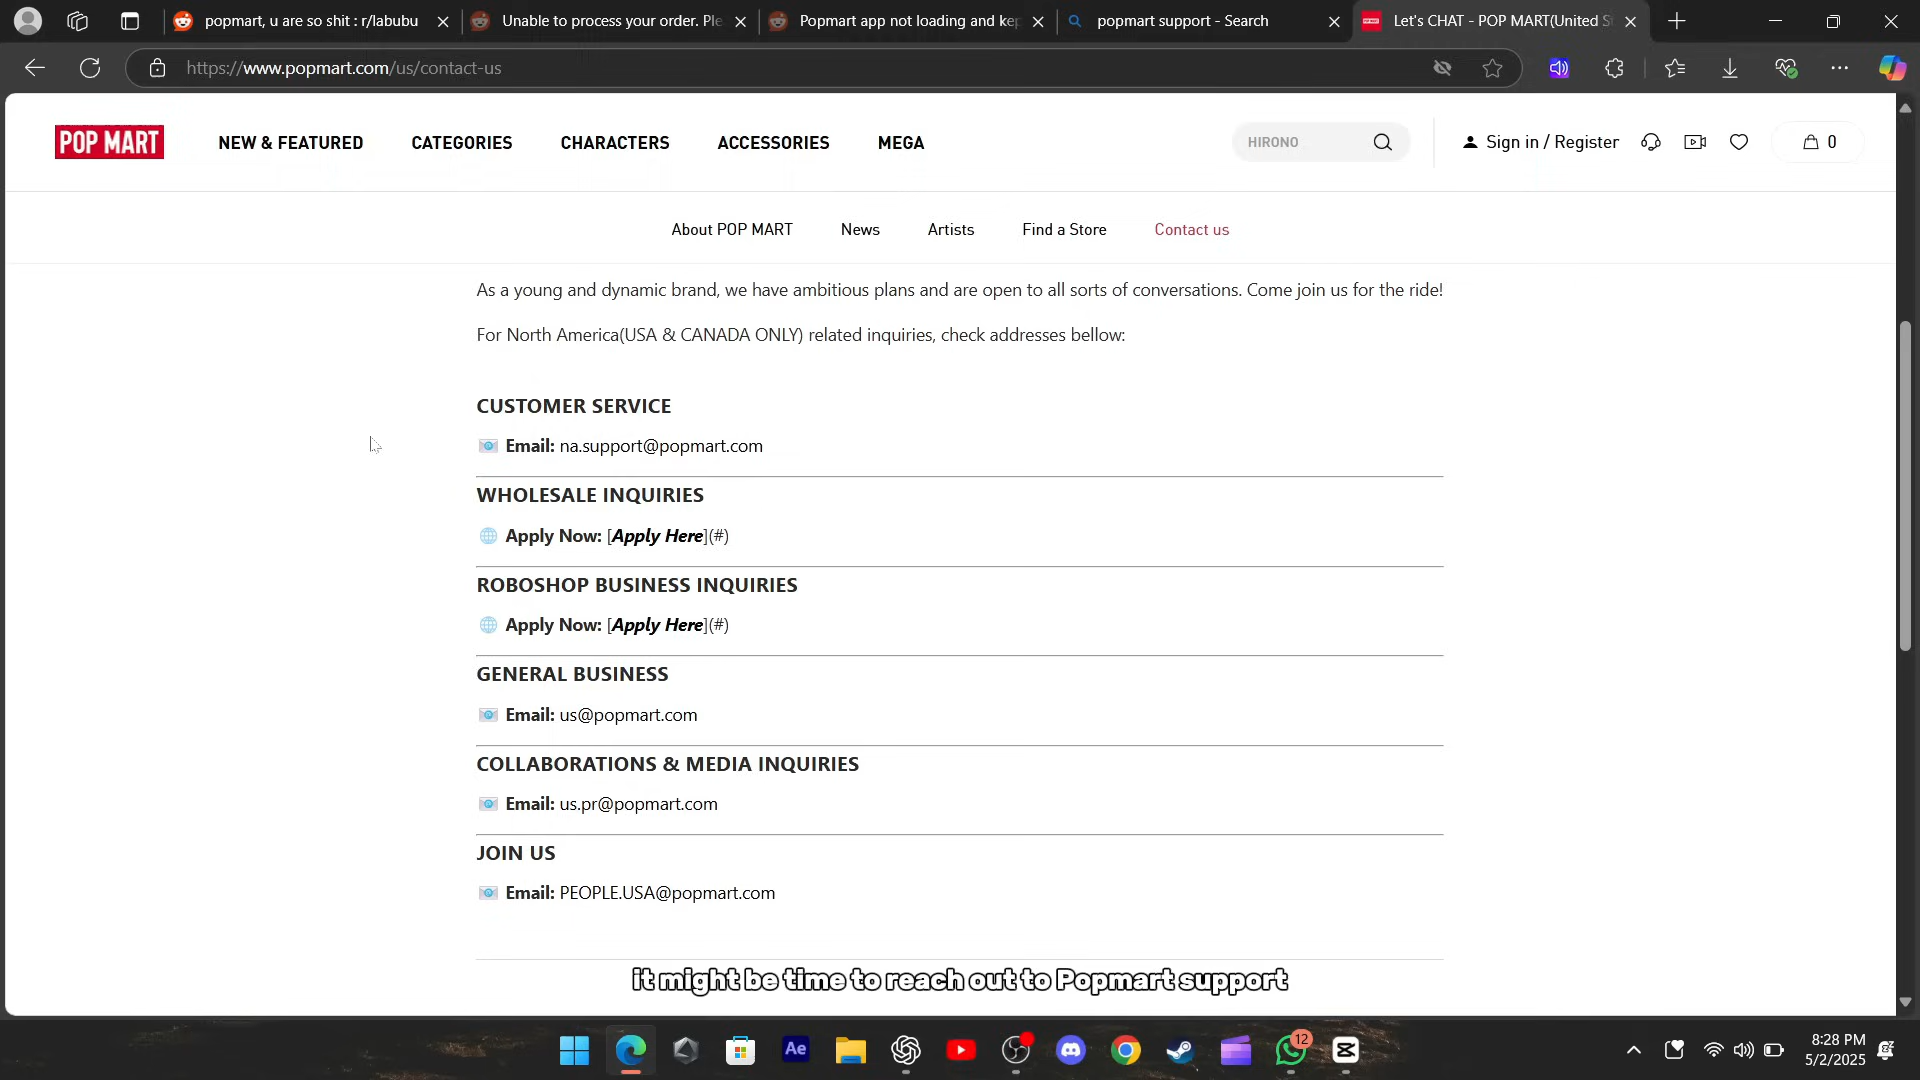 popmart, u are so shit : r/labubu
Unable to process your order. Ple
Popmart app not loading and kep
popmart support - Search
Let's CHAT - POP MART(United S
https://www.popmart.com/us/contact-us
POP MART
NEW & FEATURED
CATEGORIES
CHARACTERS
ACCESSORIES
MEGA
HIRONO
Sign in / Register
0
About POP MART
News
Artists
Find a Store
Contact us
As a young and dynamic brand, we have ambitious plans and are open to all sorts of conversations. Come join us for the ride!
For North America(USA & CANADA ONLY) related inquiries, check addresses bellow:
CUSTOMER SERVICE
Email: na.support@popmart.com
WHOLESALE INQUIRIES
Apply Now: [Apply Here](#)
ROBOSHOP BUSINESS INQUIRIES
Apply Now: [Apply Here](#)
GENERAL BUSINESS
Email: us@popmart.com
COLLABORATIONS & MEDIA INQUIRIES
Email: us.pr@popmart.com
JOIN US
Email: PEOPLE.USA@popmart.com
it might be time to reach out to Popmart support
Ae
12
8:28 PM
5/2/2025